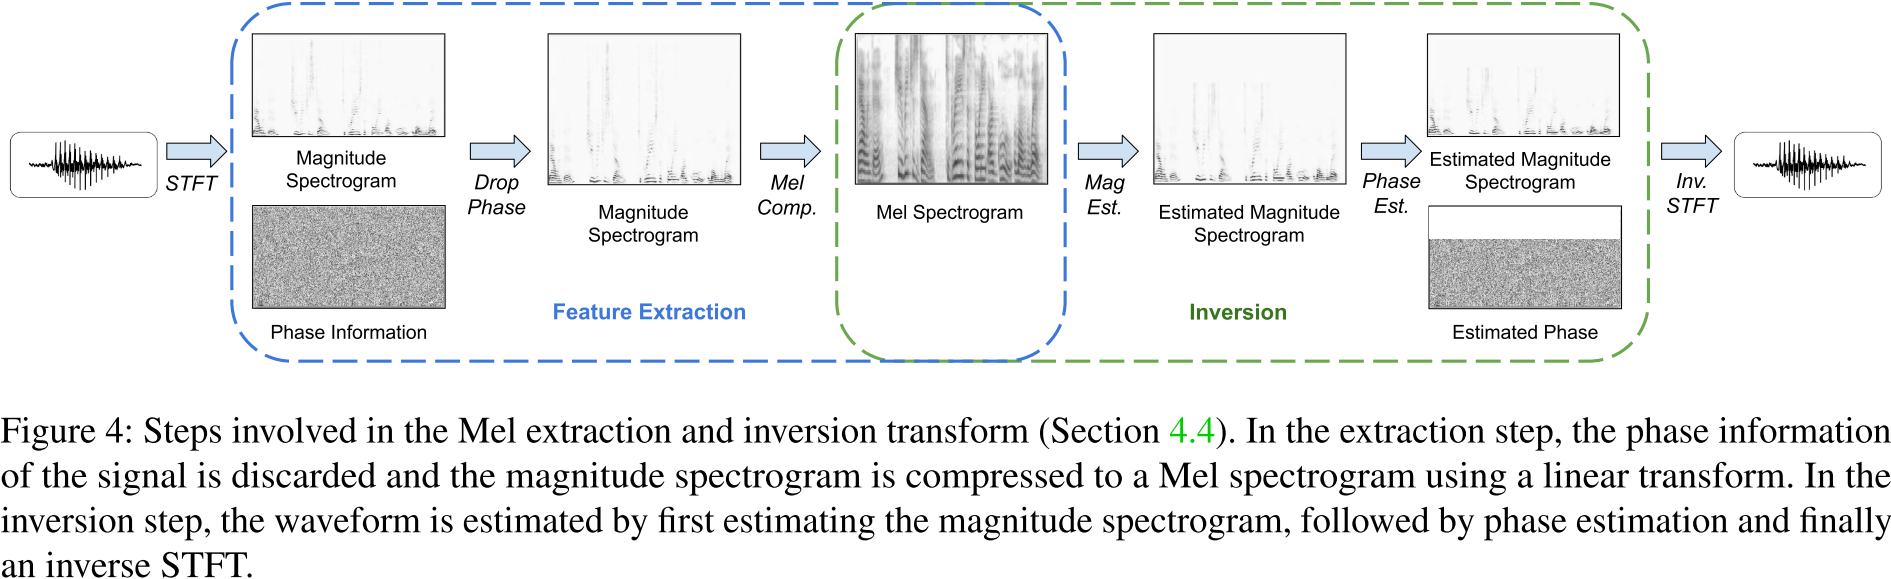 STFT
Magnitude
Spectrogram
Phase Information
Drop
Phase
Magnitude
Spectrogram
Mel
Comp.
Feature Extraction
Mel Spectrogram
Mag
Est.
Estimated Magnitude
Spectrogram
Inversion
Phase
Est.
Estimated Magnitude
Spectrogram
Estimated Phase
Inv.
STFT
Figure 4: Steps involved in the Mel extraction and inversion transform (Section 4.4). In the extraction step, the phase information
of the signal is discarded and the magnitude spectrogram is compressed to a Mel spectrogram using a linear transform. In the
inversion step, the waveform is estimated by first estimating the magnitude spectrogram, followed by phase estimation and finally
an inverse STFT.